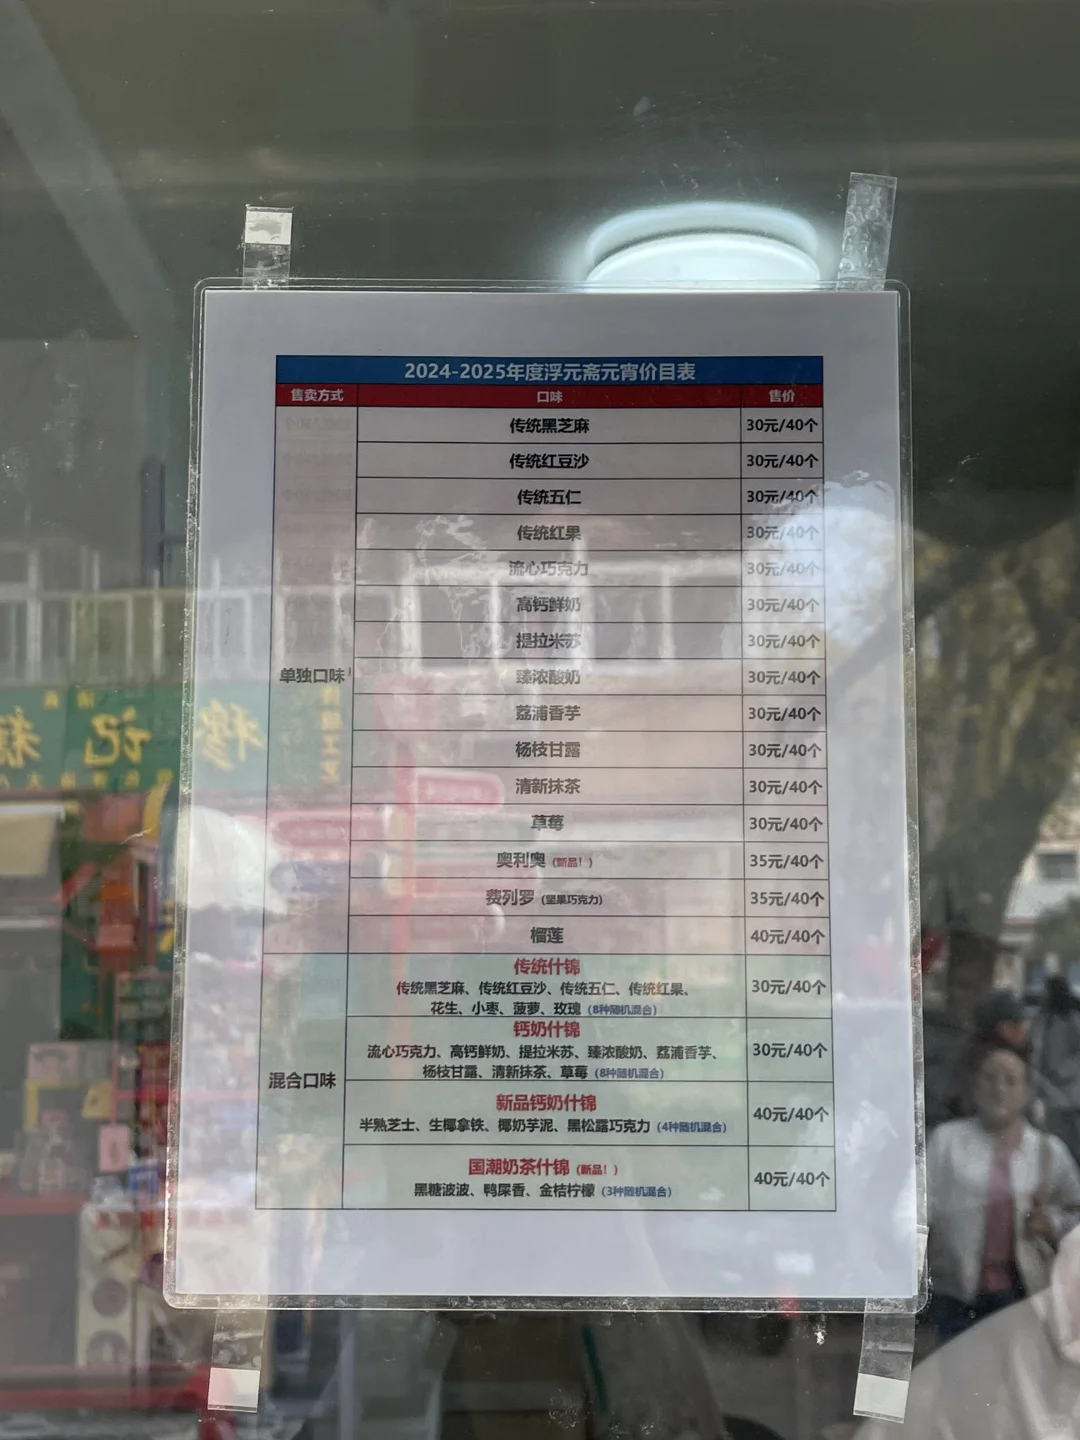 2024-2025年度浮元斋元宵价目表
售卖方式 口味 售价
单独口味
传统黑芝麻 30元/40个
传统红豆沙 30元/40个
传统五仁 30元/40个
传统红果 30元/40个
流心巧克力 30元/40个
高钙鲜奶 30元/40个
提拉米苏 30元/40个
臻浓酸奶 30元/40个
荔浦香芋 30元/40个
杨枝甘露 30元/40个
清新抹茶 30元/40个
草莓 30元/40个
奥利奥（新品！） 35元/40个
费列罗（坚果巧克力） 35元/40个
榴莲 40元/40个
混合口味
传统什锦
传统黑芝麻、传统红豆沙、传统五仁、传统红果、
花生、小枣、菠萝、玫瑰（8种随机混合）
30元/40个
钙奶什锦
流心巧克力、高钙鲜奶、提拉米苏、臻浓酸奶、荔浦香芋、
杨枝甘露、清新抹茶、草莓（8种随机混合）
30元/40个
新品钙奶什锦
半熟芝士、生椰拿铁、椰奶芋泥、黑松露巧克力（4种随机混合）
40元/40个
国潮奶茶什锦（新品！）
黑糖波波、鸭屎香、金桔柠檬（3种随机混合）
40元/40个
穆记